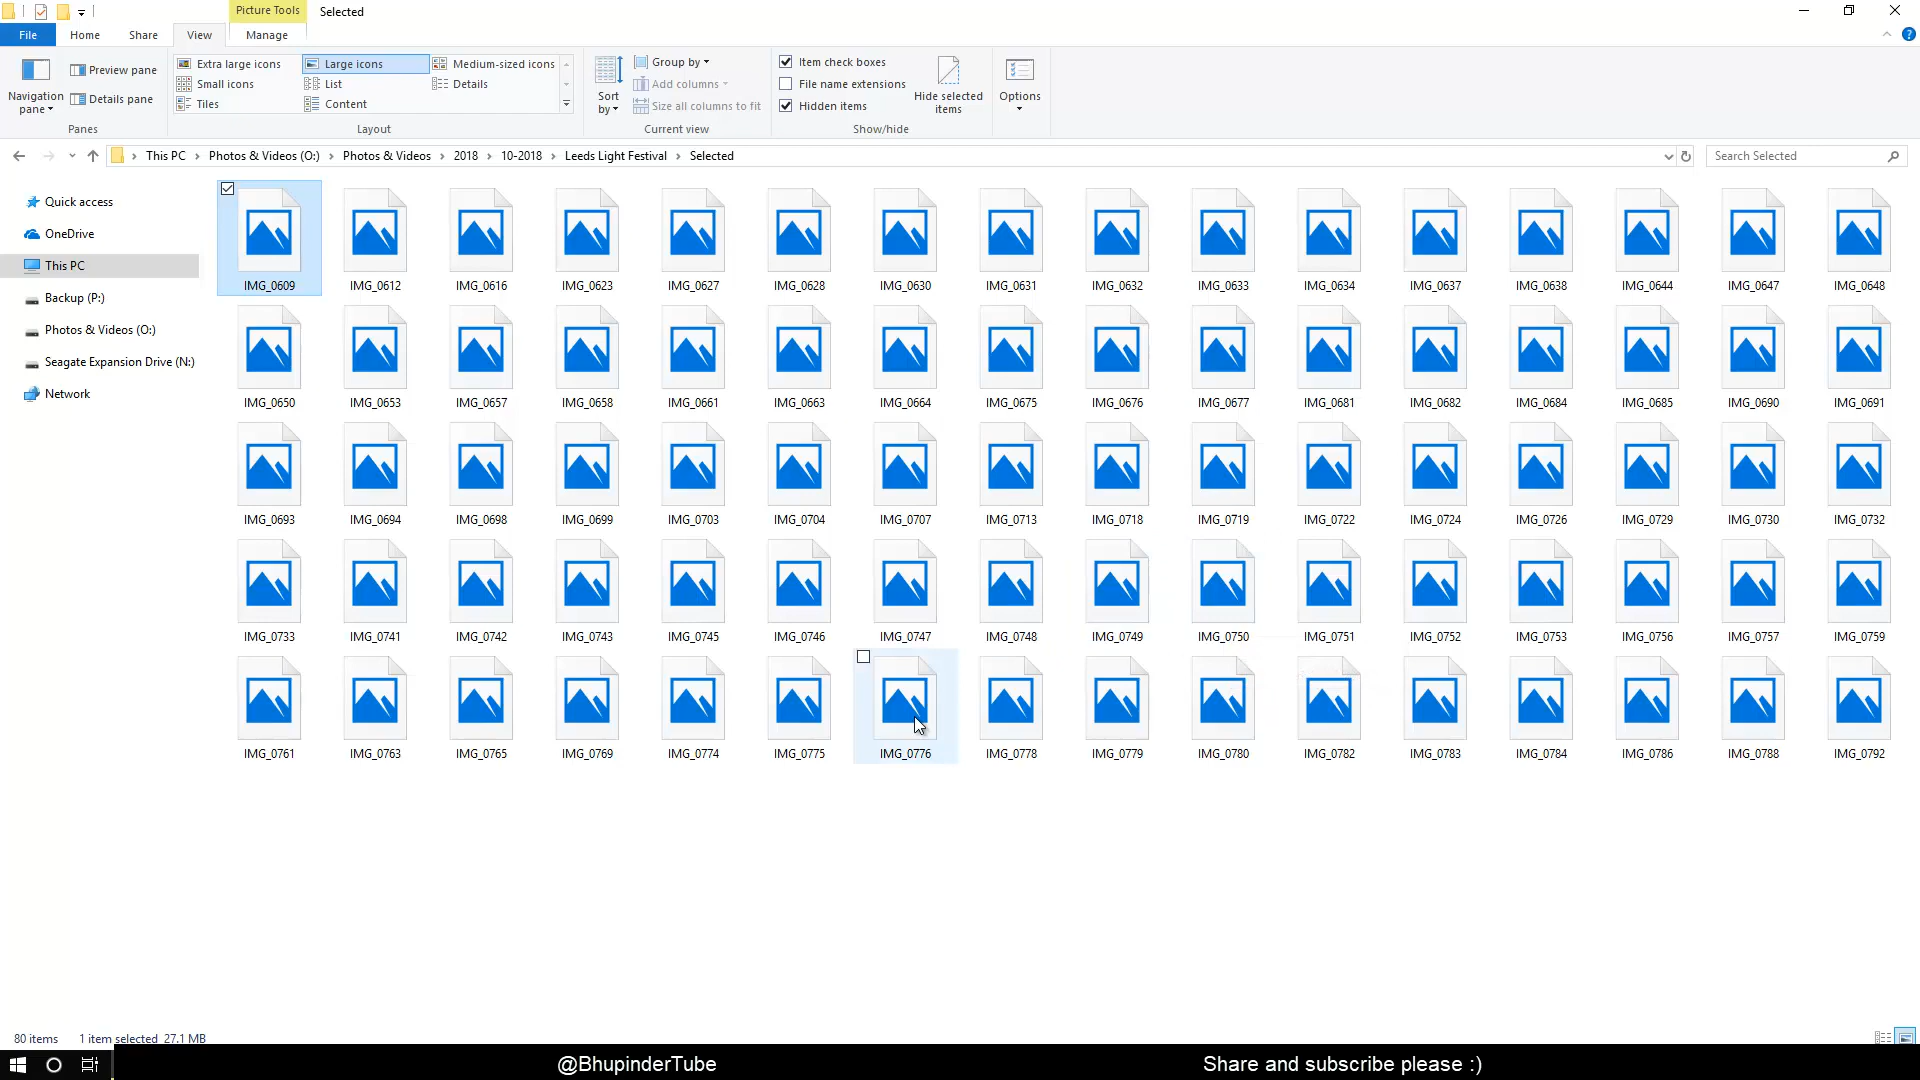 Picture Tools Selected
File Home Share View Manage
Extra large icons Large icons Medium-sized icons
Small icons List Details
Tiles Content
Navigation pane
Preview pane
Details pane
Panes
Layout
Sort by
Group by
Add columns
Size all columns to fit
Current view
Item check boxes
File name extensions
Hidden items
Hide selected items
Show/hide
Options
This PC Photos & Videos (O:) Photos & Videos 2018 10-2018 Leeds Light Festival Selected
Search Selected
Quick access
OneDrive
This PC
Backup (P:)
Photos & Videos (O:)
Seagate Expansion Drive (N:)
Network
IMG_0609 IMG_0612 IMG_0616 IMG_0623 IMG_0627 IMG_0628 IMG_0630 IMG_0631 IMG_0632 IMG_0633 IMG_0634 IMG_0637 IMG_0638 IMG_0644 IMG_0647 IMG_0648
IMG_0650 IMG_0653 IMG_0657 IMG_0658 IMG_0661 IMG_0663 IMG_0664 IMG_0675 IMG_0676 IMG_0677 IMG_0681 IMG_0682 IMG_0684 IMG_0685 IMG_0690 IMG_0691
IMG_0693 IMG_0694 IMG_0698 IMG_0699 IMG_0703 IMG_0704 IMG_0707 IMG_0713 IMG_0718 IMG_0719 IMG_0722 IMG_0724 IMG_0726 IMG_0729 IMG_0730 IMG_0732
IMG_0733 IMG_0741 IMG_0742 IMG_0743 IMG_0745 IMG_0746 IMG_0747 IMG_0748 IMG_0749 IMG_0750 IMG_0751 IMG_0752 IMG_0753 IMG_0756 IMG_0757 IMG_0759
IMG_0761 IMG_0763 IMG_0765 IMG_0769 IMG_0774 IMG_0775 IMG_0776 IMG_0778 IMG_0779 IMG_0780 IMG_0782 IMG_0783 IMG_0784 IMG_0786 IMG_0788 IMG_0792
80 items 1 item selected 27.1 MB
@BhupinderTube Share and subscribe please :)